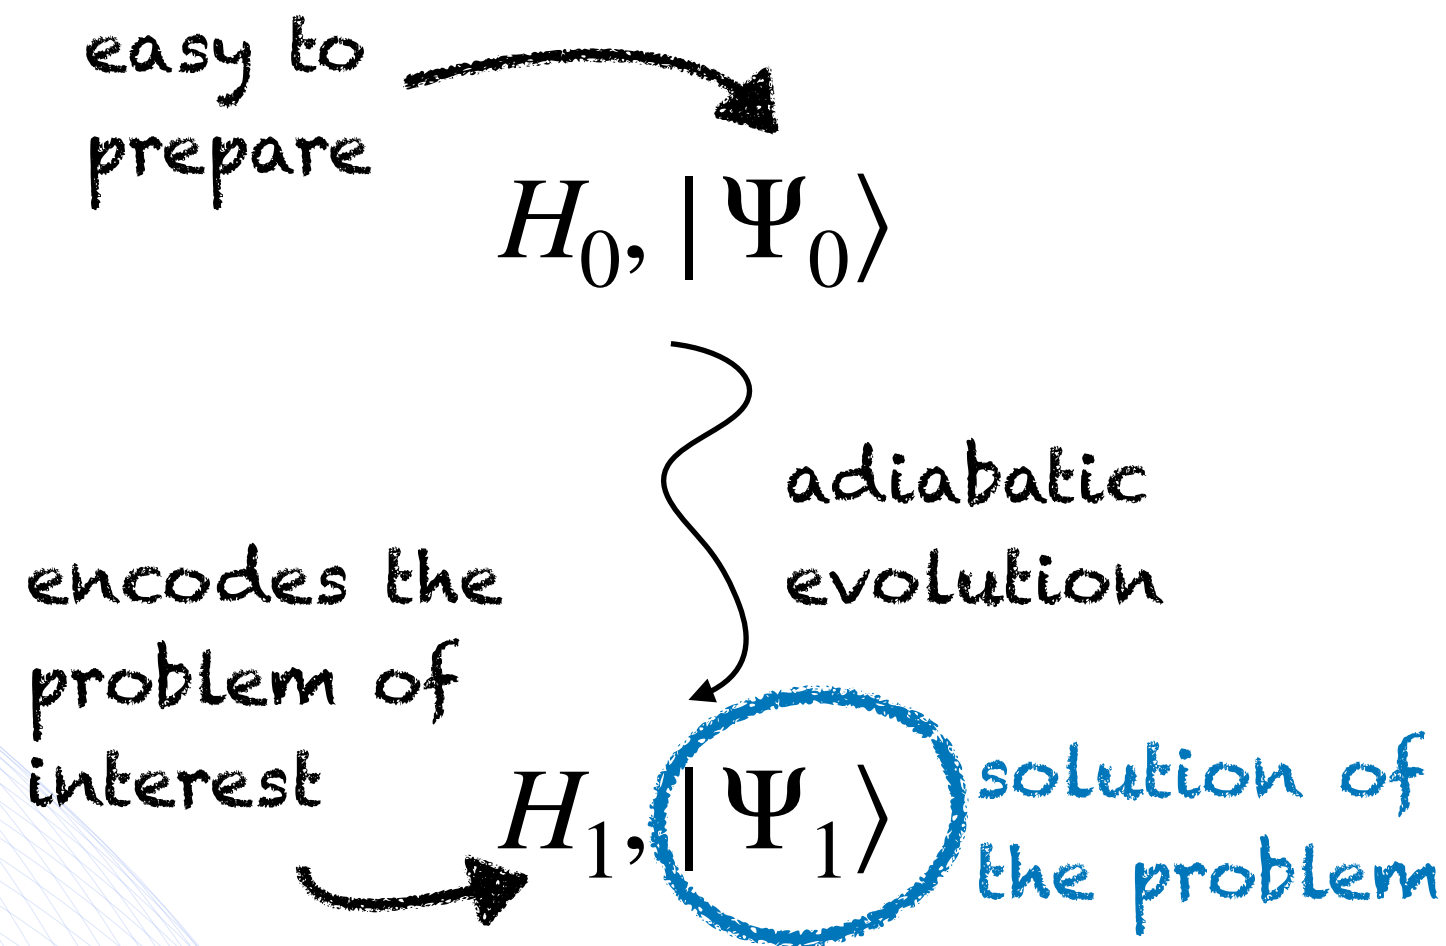 easy to
prepare
H₀, |Ψ₀⟩
adiabatic
evolution
encodes the
problem of
interest
H₁, |Ψ₁⟩
solution of
the problem